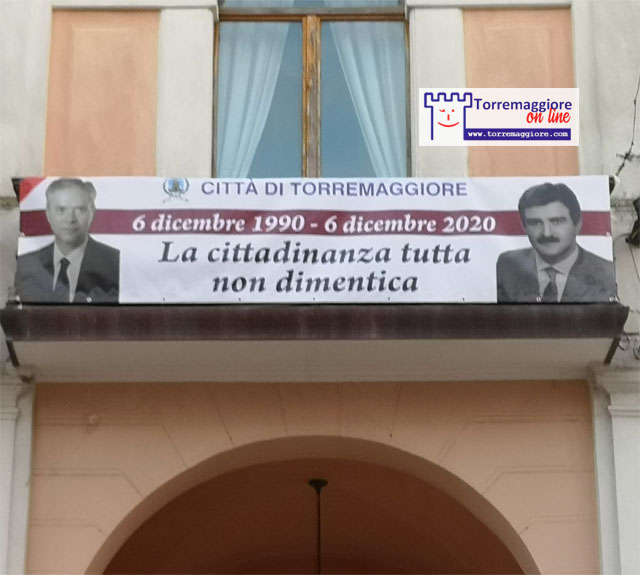 Torremaggiore
on line
www.torremaggiore.com
CITTÀ DI TORREMAGGIORE
6 dicembre 1990 - 6 dicembre 2020
La cittadinanza tutta
non dimentica